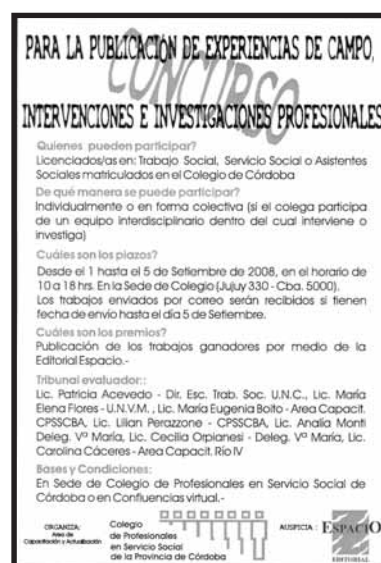 PARA LA PUBLICACIÓN DE EXPERIENCIAS DE CAMPO,
CONCURSO
INTERVENCIONES E INVESTIGACIONES PROFESIONALES
Quienes pueden participar?
Licenciados/as en: Trabajo Social, Servicio Social o Asistentes
Sociales matriculados en el Colegio de Córdoba
De qué manera se puede participar?
Individualmente o en forma colectiva (si el colega participa
de un equipo interdisciplinario dentro del cual interviene o
investiga)
Cuáles son los plazos?
Desde el 1 hasta el 5 de Setiembre de 2008, en el horario de
10 a 18 hrs. En la Sede de Colegio (Jujuy 330 - Cba. 5000).
Los trabajos enviados por correo serán recibidos si tienen
fecha de envio hasta el día 5 de Setiembre.
Cuáles son los premios?
Publicación de los trabajos ganadores por medio de la
Editorial Espacio.-
Tribunal evaluador::
Lic. Patricia Acevedo - Dir. Esc. Trab. Soc. U.N.C., Lic. María
Elena Flores - U.N.V.M. , Lic. María Eugenia Boito - Area Capacit.
CPSSCBA, Lic. Lilian Perazzone - CPSSCBA, Lic. Analía Monti
Deleg. Vª María, Lic. Cecilia Orpianesi - Deleg. Vª María, Lic.
Carolina Cáceres - Area Capacit. Río IV
Bases y Condiciones:
En Sede de Colegio de Profesionales en Servicio Social de
Córdoba o en Confluencias virtual.-
ORGANIZA:
Area de
Capacitación y Actualización
Colegio
de Profesionales
en Servicio Social
de la Provincia de Córdoba
AUSPICIA :
ESPACIO
EDITORIAL